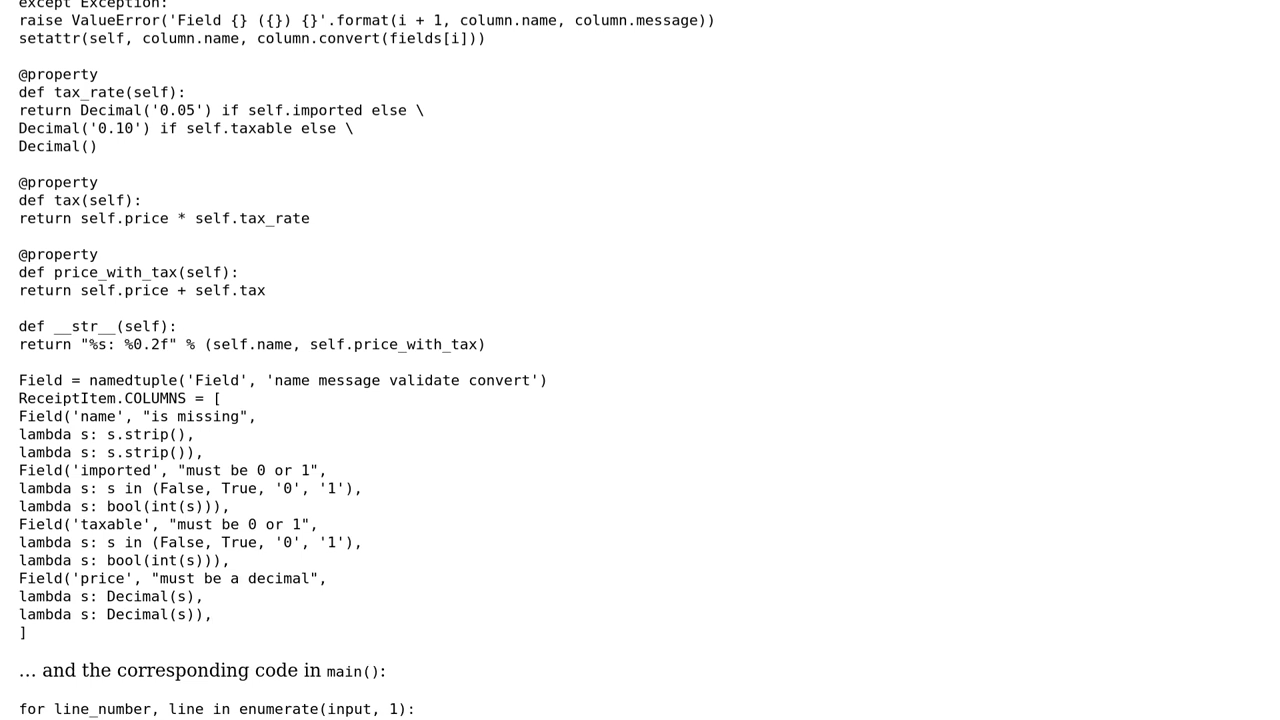 except Exception:
raise ValueError('Field {} ({}) {}'.format(i + 1, column.name, column.message))
setattr(self, column.name, column.convert(fields[i]))

@property
def tax_rate(self):
return Decimal('0.05') if self.imported else \
Decimal('0.10') if self.taxable else \
Decimal()

@property
def tax(self):
return self.price * self.tax_rate

@property
def price_with_tax(self):
return self.price + self.tax

def __str__(self):
return "%s: %0.2f" % (self.name, self.price_with_tax)

Field = namedtuple('Field', 'name message validate convert')
ReceiptItem.COLUMNS = [
Field('name', "is missing",
lambda s: s.strip(),
lambda s: s.strip()),
Field('imported', "must be 0 or 1",
lambda s: s in (False, True, '0', '1'),
lambda s: bool(int(s))),
Field('taxable', "must be 0 or 1",
lambda s: s in (False, True, '0', '1'),
lambda s: bool(int(s))),
Field('price', "must be a decimal",
lambda s: Decimal(s),
lambda s: Decimal(s)),
]

… and the corresponding code in main():

for line_number, line in enumerate(input, 1):